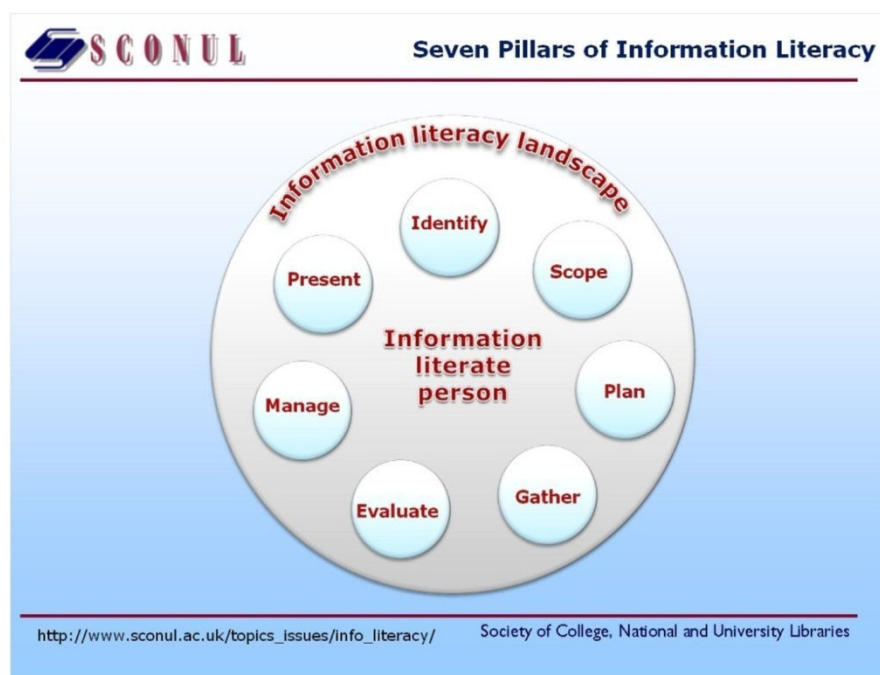 SCONUL
Seven Pillars of Information Literacy
Information literacy landscape
Identify
Scope
Present
Information
literate
person
Plan
Manage
Gather
Evaluate
http://www.sconul.ac.uk/topics_issues/info_literacy/
Society of College, National and University Libraries